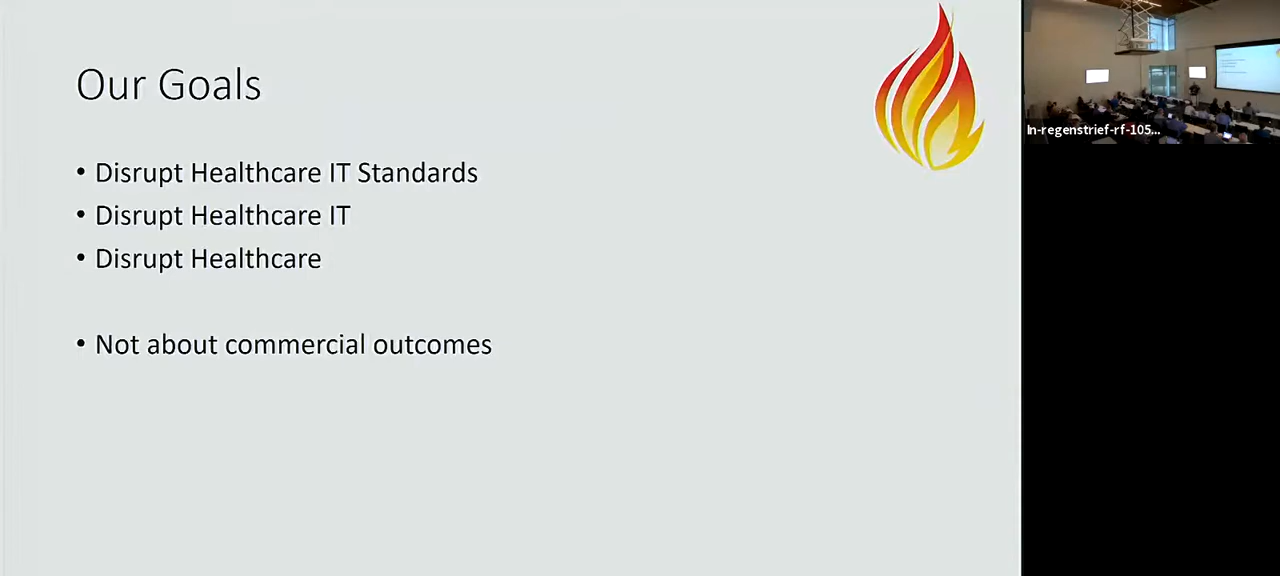 Our Goals
• Disrupt Healthcare IT Standards
• Disrupt Healthcare IT
• Disrupt Healthcare
• Not about commercial outcomes
In-regenstrief-rf-105...